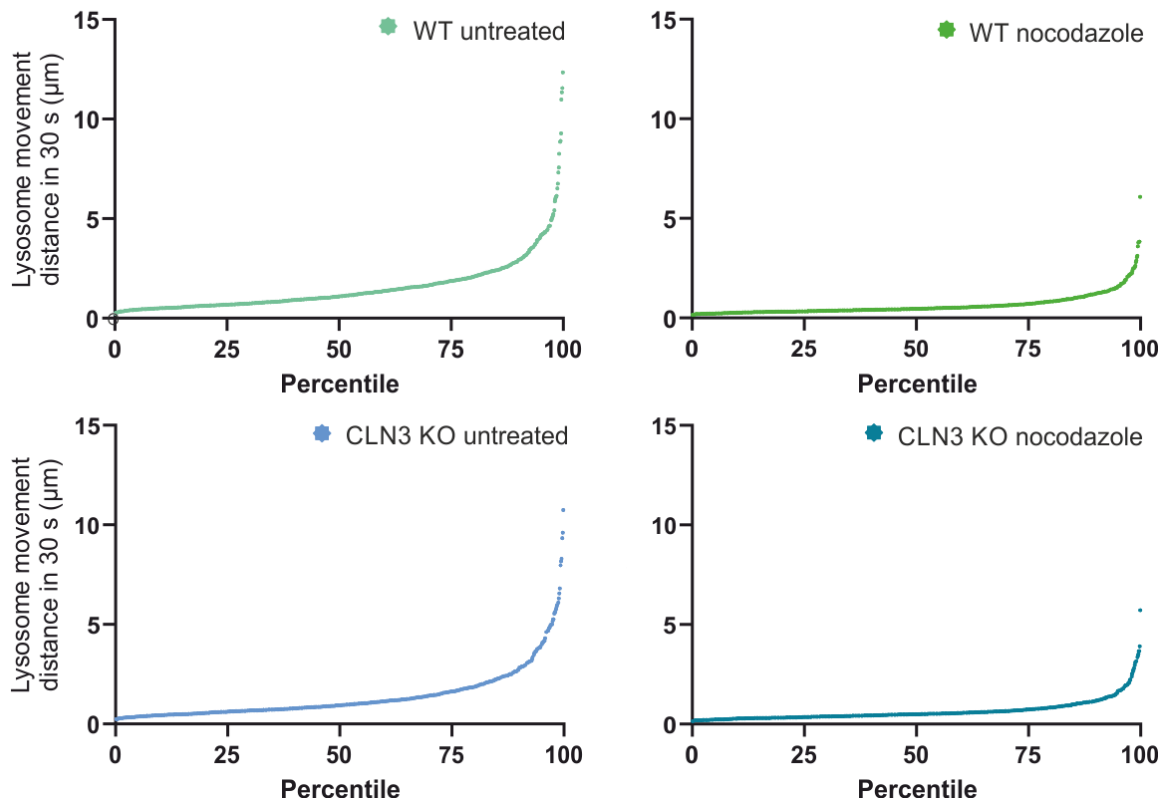 15
WT untreated
10
5
0
Lysosome movement
distance in 30 s (µm)
0 25 50 75 100
Percentile
15
WT nocodazole
10
5
0
0 25 50 75 100
Percentile
15
CLN3 KO untreated
10
5
0
Lysosome movement
distance in 30 s (µm)
0 25 50 75 100
Percentile
15
CLN3 KO nocodazole
10
5
0
0 25 50 75 100
Percentile